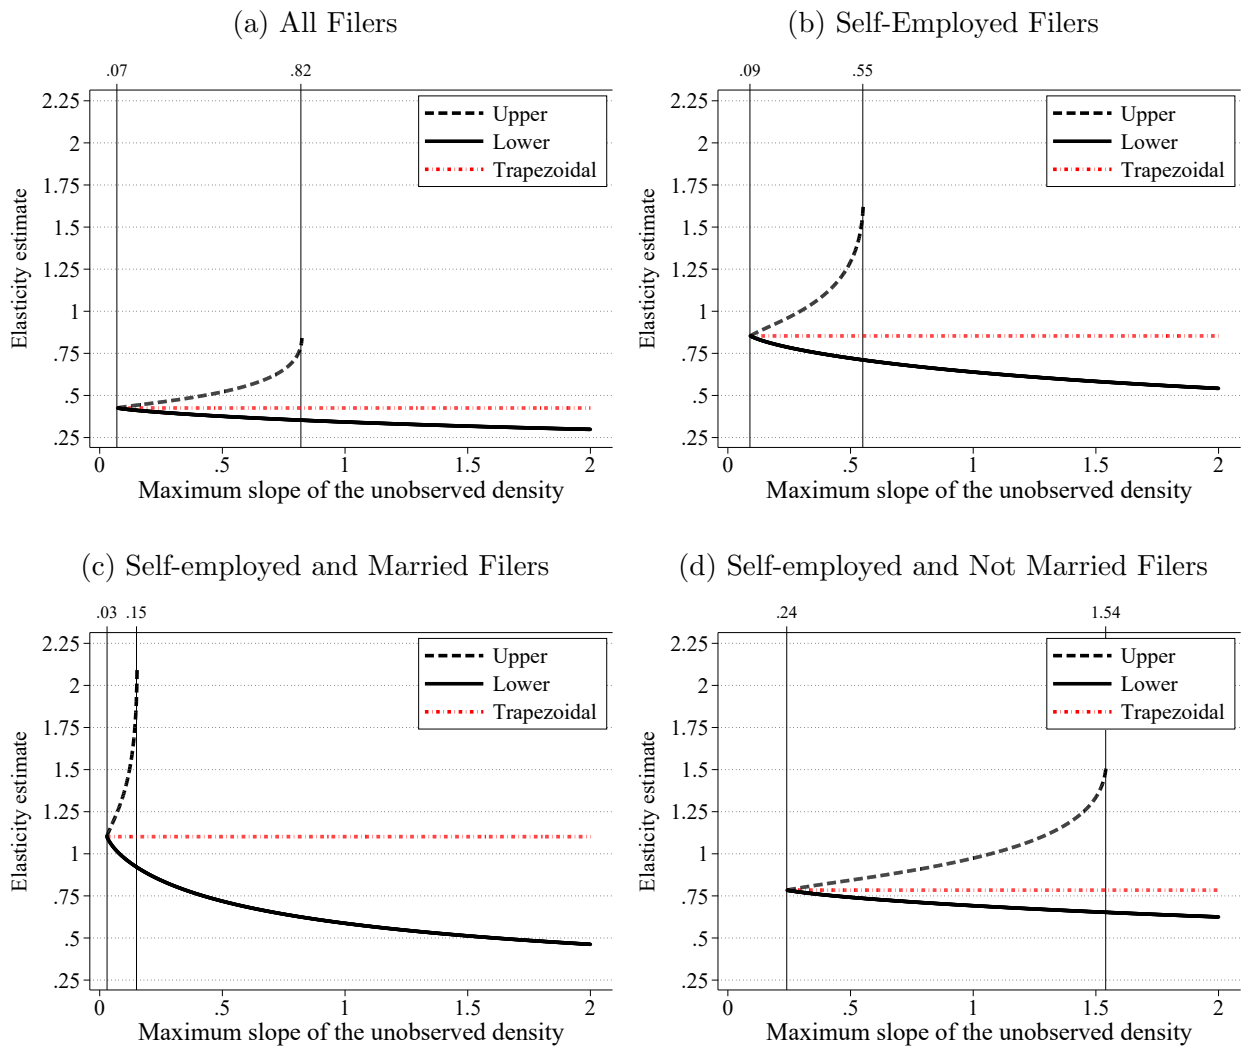 (a) All Filers
.07 .82
2.25
2
1.75
1.5
1.25
1
.75
.5
.25
Elasticity estimate
Upper
Lower
Trapezoidal
0 .5 1 1.5 2
Maximum slope of the unobserved density
(b) Self-Employed Filers
.09 .55
2.25
2
1.75
1.5
1.25
1
.75
.5
.25
Elasticity estimate
Upper
Lower
Trapezoidal
0 .5 1 1.5 2
Maximum slope of the unobserved density
(c) Self-employed and Married Filers
.03 .15
2.25
2
1.75
1.5
1.25
1
.75
.5
.25
Elasticity estimate
Upper
Lower
Trapezoidal
0 .5 1 1.5 2
Maximum slope of the unobserved density
(d) Self-employed and Not Married Filers
.24 1.54
2.25
2
1.75
1.5
1.25
1
.75
.5
.25
Elasticity estimate
Upper
Lower
Trapezoidal
0 .5 1 1.5 2
Maximum slope of the unobserved density